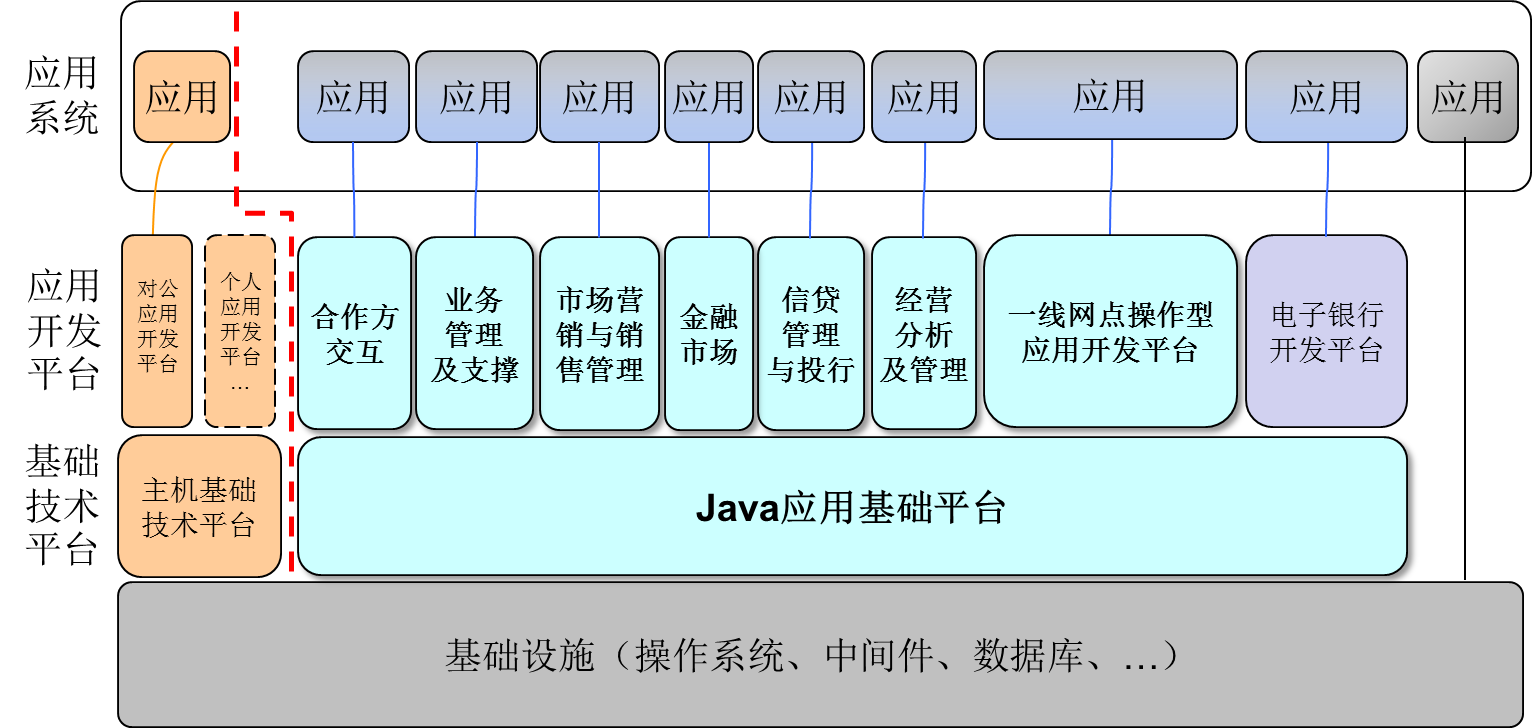 应用
系统
应用
应用
应用
应用
应用
应用
应用
应用
应用
应用
应用
开发
平台
对公
应用
开发
平台
个人
应用
开发
平台
…
合作方
交互
业务
管理
及支撑
市场营
销与销
售管理
金融
市场
信贷
管理
与投行
经营
分析
及管理
一线网点操作型
应用开发平台
电子银行
开发平台
基础
技术
平台
主机基础
技术平台
Java应用基础平台
基础设施（操作系统、中间件、数据库、…）